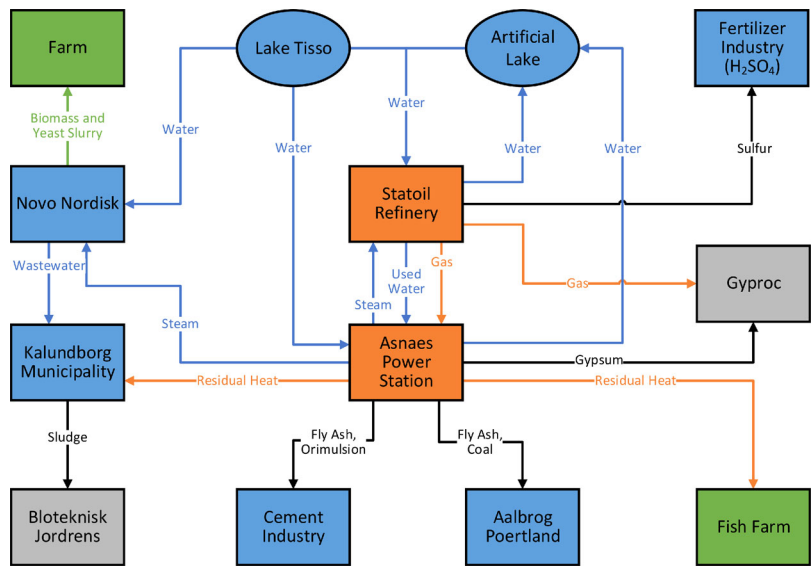 Farm
Lake Tisso
Artificial
Lake
Fertilizer
Industry
(H₂SO₄)
Biomass and
Yeast Slurry
Water
Water
Water
Water
Water
Sulfur
Novo Nordisk
Statoil
Refinery
Wastewater
Steam
Steam
Used
Water
Gas
Gas
Gyproc
Kalundborg
Municipality
Asnaes
Power
Station
Gypsum
Residual Heat
Residual Heat
Sludge
Fly Ash,
Orimulsion
Fly Ash,
Coal
Bloteknisk
Jordrens
Cement
Industry
Aalbrog
Poertland
Fish Farm